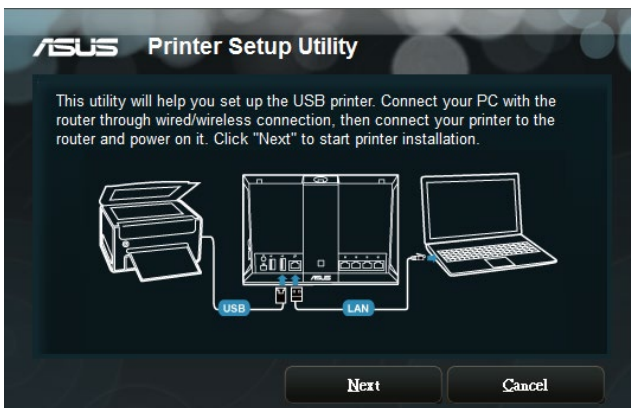 ASUS Printer Setup Utility
This utility will help you set up the USB printer. Connect your PC with the
router through wired/wireless connection, then connect your printer to the
router and power on it. Click "Next" to start printer installation.
ASUS
USB
LAN
Next
Cancel